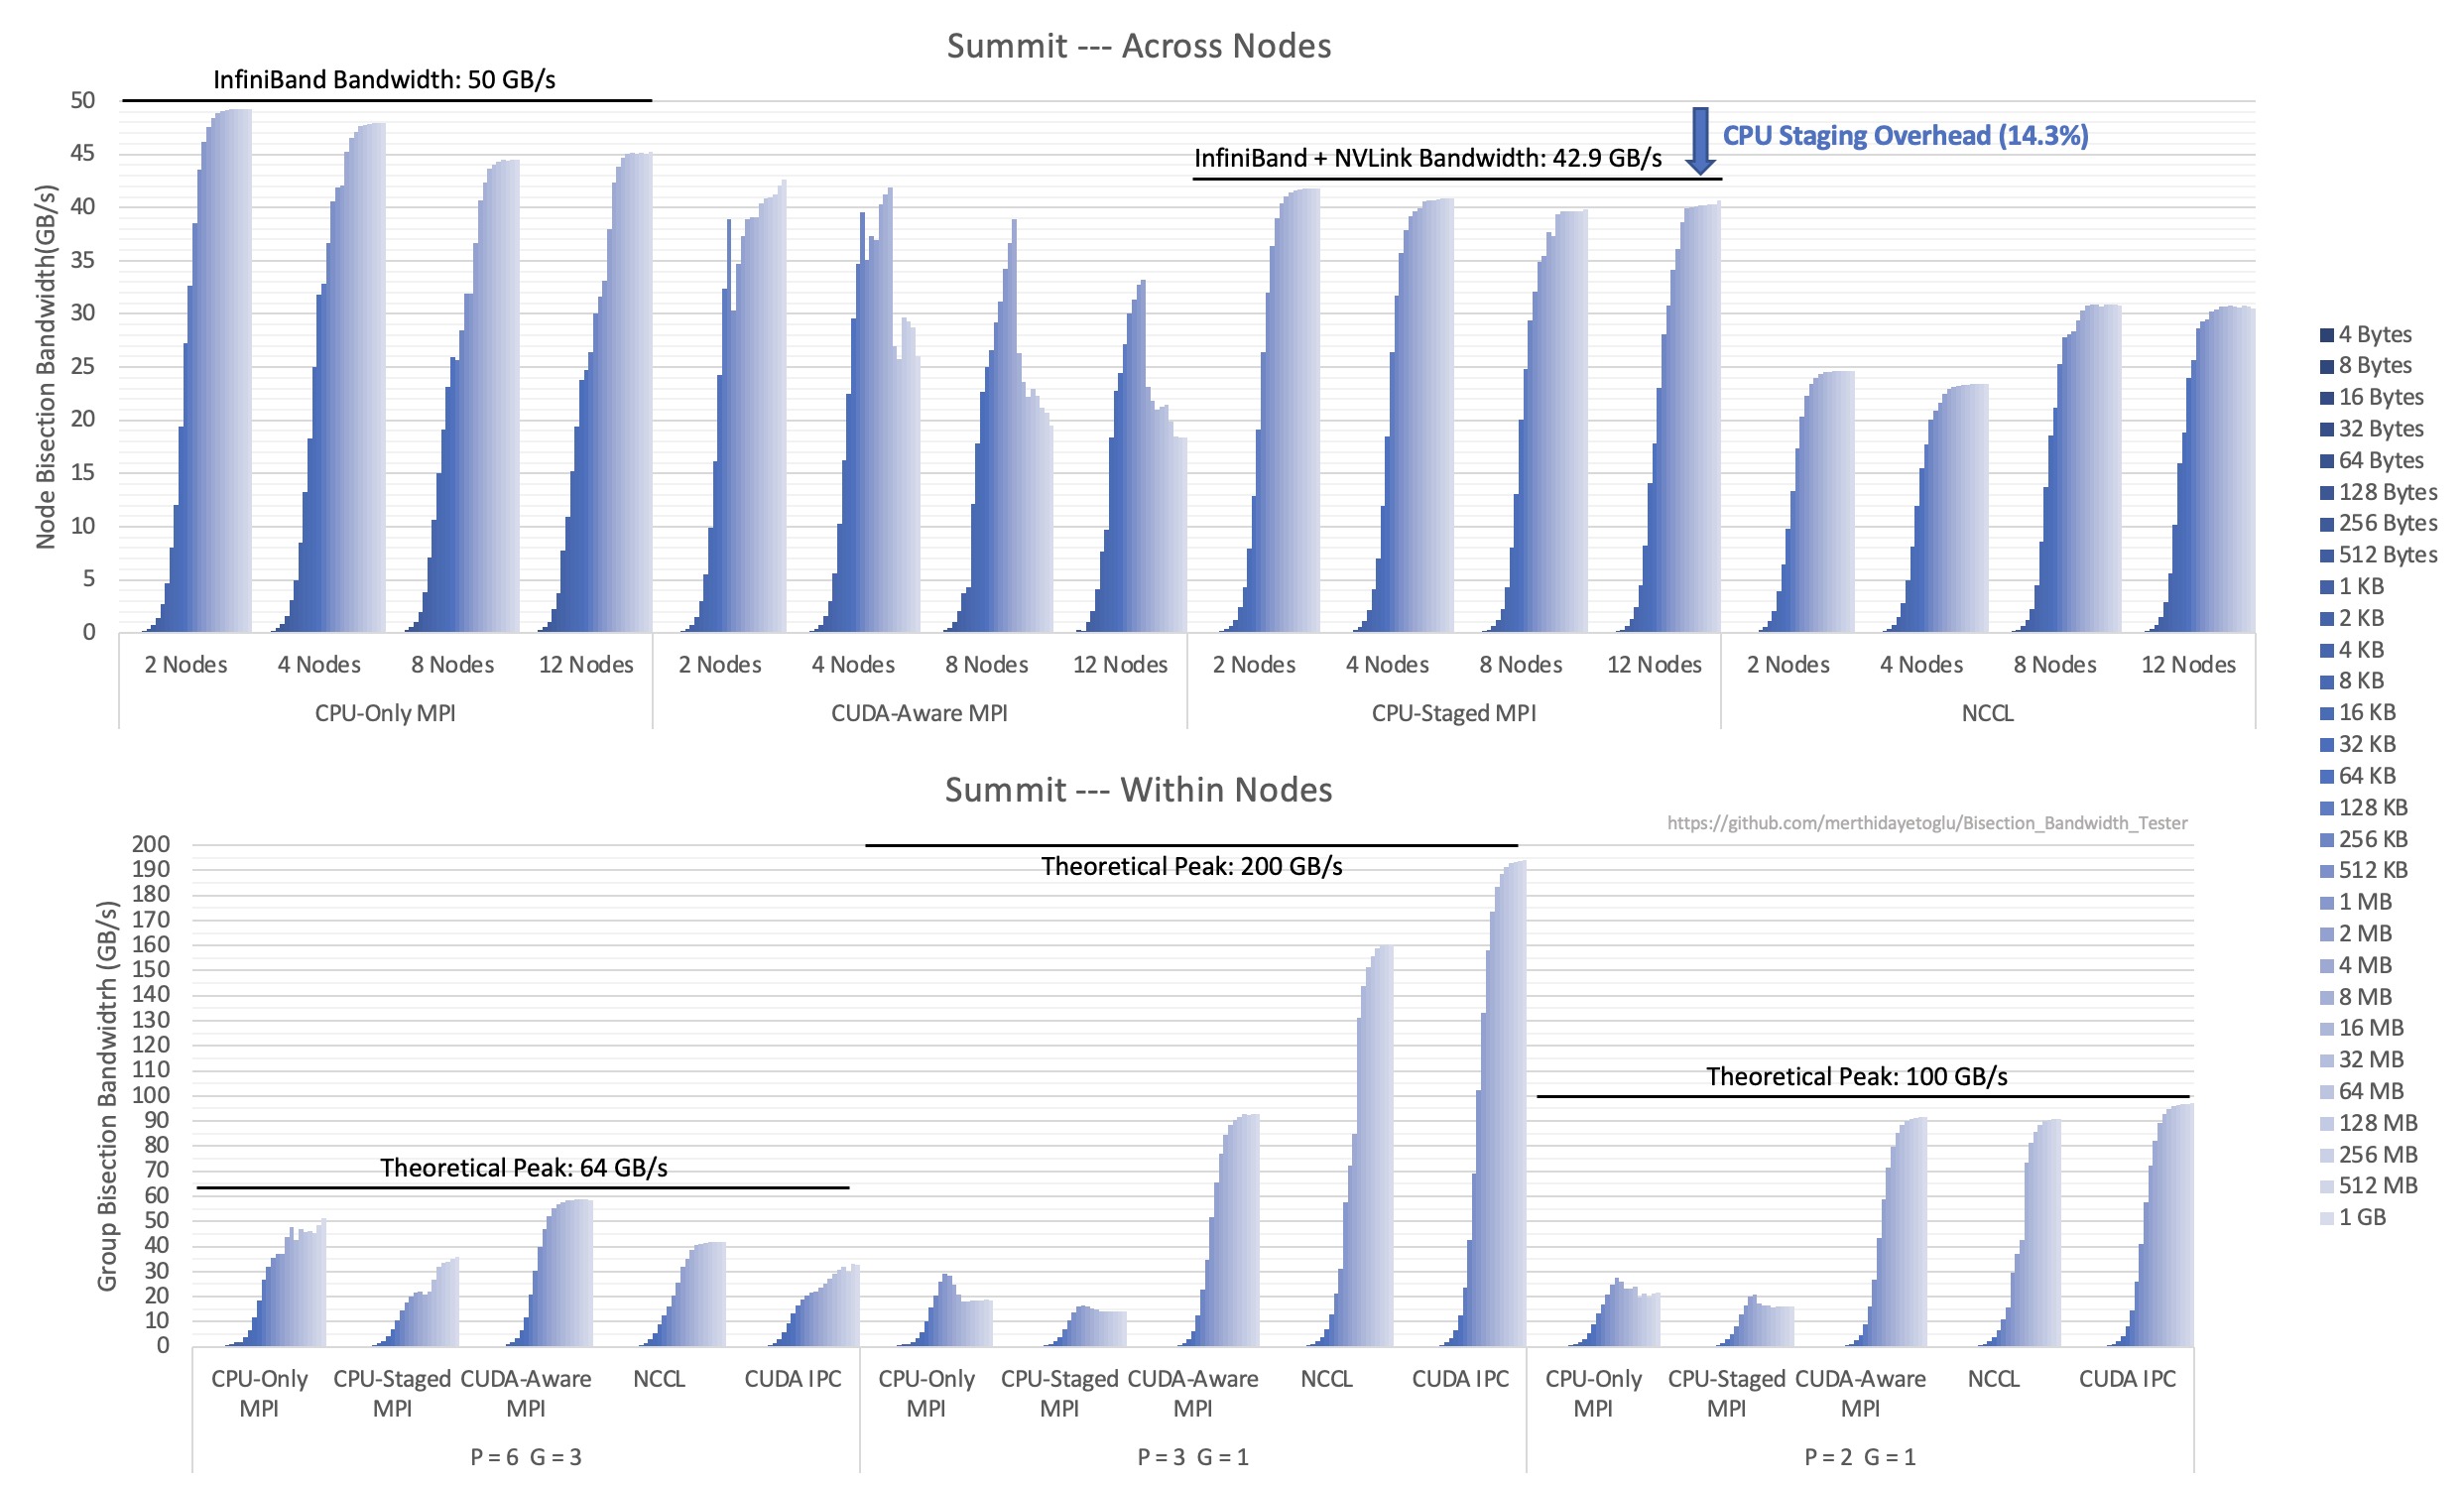 Summit --- Across Nodes
InfiniBand Bandwidth: 50 GB/s
CPU Staging Overhead (14.3%)
InfiniBand + NVLink Bandwidth: 42.9 GB/s
Node Bisection Bandwidth(GB/s)
50
45
40
35
30
25
20
15
10
5
0
2 Nodes 4 Nodes 8 Nodes 12 Nodes 2 Nodes 4 Nodes 8 Nodes 12 Nodes 2 Nodes 4 Nodes 8 Nodes 12 Nodes 2 Nodes 4 Nodes 8 Nodes 12 Nodes
CPU-Only MPI CUDA-Aware MPI CPU-Staged MPI NCCL
4 Bytes
8 Bytes
16 Bytes
32 Bytes
64 Bytes
128 Bytes
256 Bytes
512 Bytes
1 KB
2 KB
4 KB
8 KB
16 KB
32 KB
64 KB
128 KB
256 KB
512 KB
1 MB
2 MB
4 MB
8 MB
16 MB
32 MB
64 MB
128 MB
256 MB
512 MB
1 GB
Summit --- Within Nodes
https://github.com/merthidayetoglu/Bisection_Bandwidth_Tester
Theoretical Peak: 200 GB/s
Theoretical Peak: 100 GB/s
Theoretical Peak: 64 GB/s
Group Bisection Bandwidtrh (GB/s)
200
190
180
170
160
150
140
130
120
110
100
90
80
70
60
50
40
30
20
10
0
CPU-Only MPI CPU-Staged MPI CUDA-Aware MPI NCCL CUDA IPC CPU-Only MPI CPU-Staged MPI CUDA-Aware MPI NCCL CUDA IPC CPU-Only MPI CPU-Staged MPI CUDA-Aware MPI NCCL CUDA IPC
P = 6 G = 3 P = 3 G = 1 P = 2 G = 1